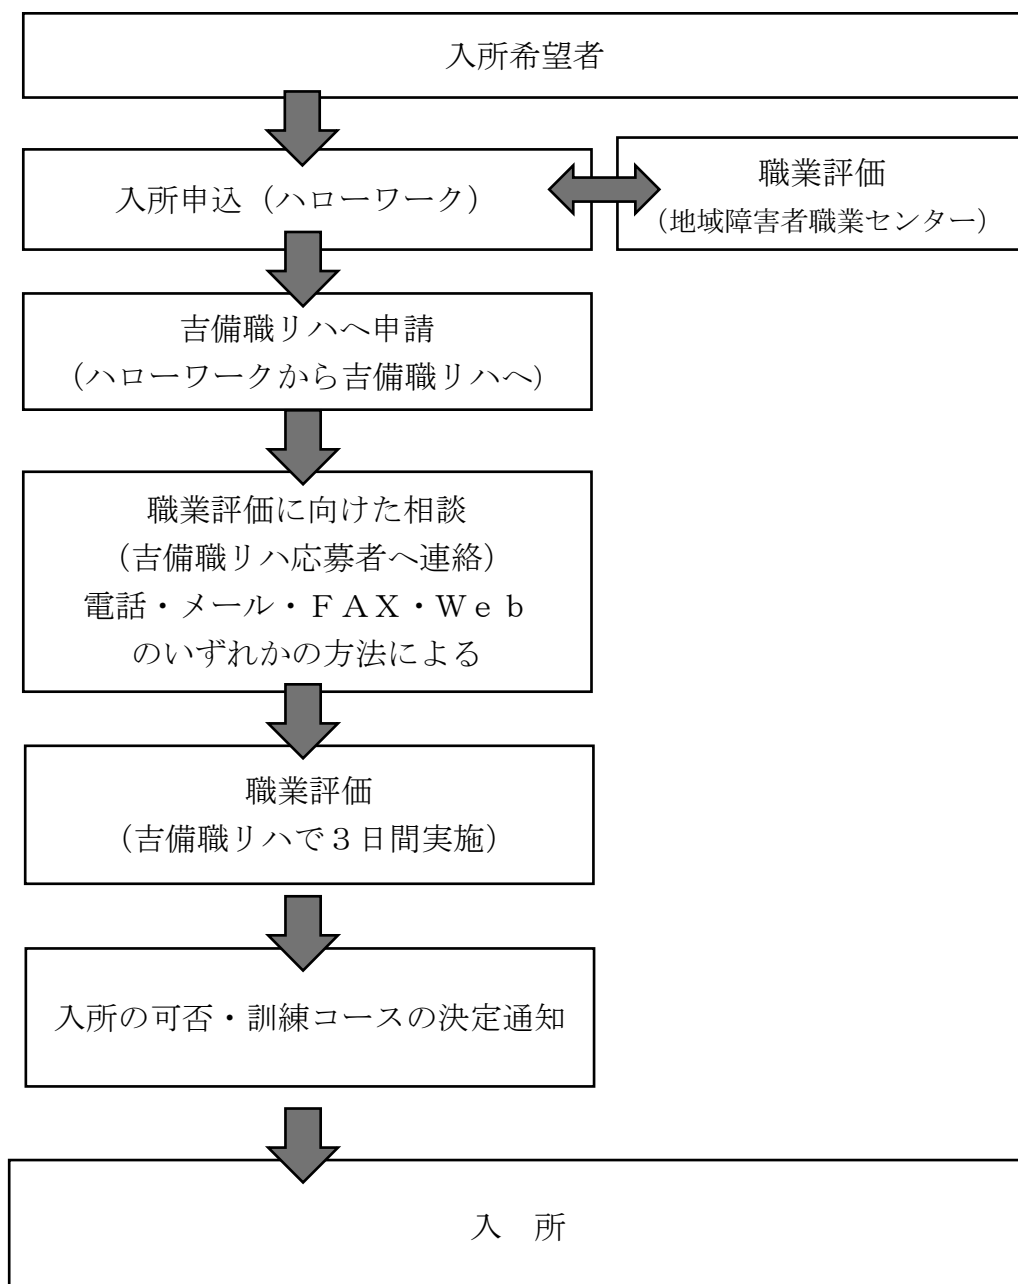 入所希望者
入所申込（ハローワーク）
職業評価
（地域障害者職業センター）
吉備職リハへ申請
（ハローワークから吉備職リハへ）
職業評価に向けた相談
（吉備職リハ応募者へ連絡）
電話・メール・ＦＡＸ・Ｗｅｂ
のいずれかの方法による
職業評価
（吉備職リハで３日間実施）
入所の可否・訓練コースの決定通知
入　所